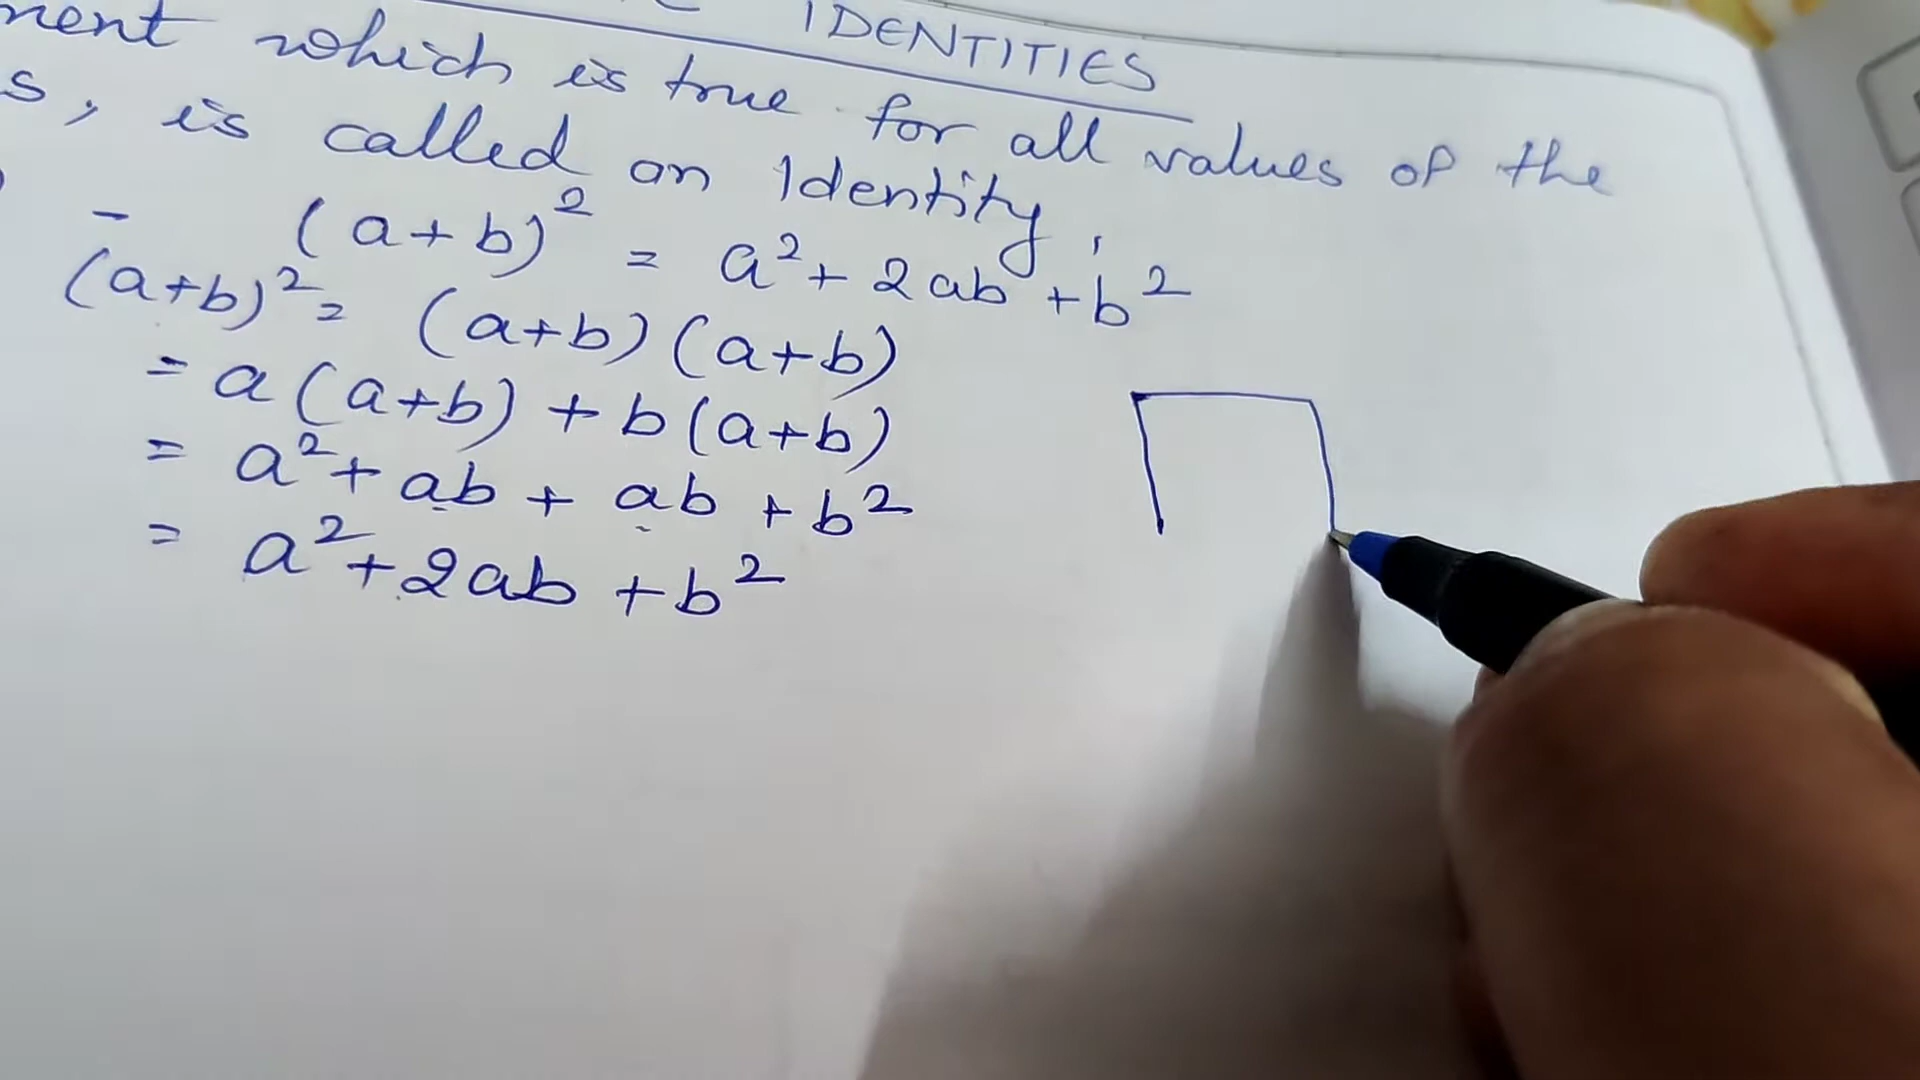 IDENTITIES
which is true for all values of the
is called an Identity.
(a+b)² = a² + 2ab + b²
(a+b)² = (a+b)(a+b)
= a(a+b) + b(a+b)
= a² + ab + ab + b²
= a² + 2ab + b²